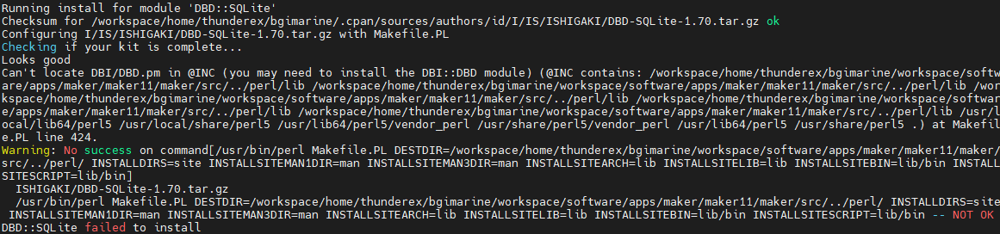 Running install for module 'DBD::SQLite'
Checksum for /workspace/home/thunderex/bgimarine/.cpan/sources/authors/id/I/IS/ISHIGAKI/DBD-SQLite-1.70.tar.gz ok
Configuring I/IS/ISHIGAKI/DBD-SQLite-1.70.tar.gz with Makefile.PL
Checking if your kit is complete...
Looks good
Can't locate DBI/DBD.pm in @INC (you may need to install the DBI::DBD module) (@INC contains: /workspace/home/thunderex/bgimarine/workspace/softw
are/apps/maker/maker11/maker/src/../perl/lib /workspace/home/thunderex/bgimarine/workspace/software/apps/maker/maker11/maker/src/../perl/lib /wor
kspace/home/thunderex/bgimarine/workspace/software/apps/maker/maker11/maker/src/../perl/lib /workspace/home/thunderex/bgimarine/workspace/softwar
e/apps/maker/maker11/maker/src/../perl/lib /workspace/home/thunderex/bgimarine/workspace/software/apps/maker/maker11/maker/src/../perl/lib /usr/l
ocal/lib64/perl5 /usr/local/share/perl5 /usr/lib64/perl5/vendor_perl /usr/share/perl5/vendor_perl /usr/lib64/perl5 /usr/share/perl5 .) at Makefil
e.PL line 424.
Warning: No success on command[/usr/bin/perl Makefile.PL DESTDIR=/workspace/home/thunderex/bgimarine/workspace/software/apps/maker/maker11/maker/
src/../perl/ INSTALLDIRS=site INSTALLSITEMAN1DIR=man INSTALLSITEMAN3DIR=man INSTALLSITEARCH=lib INSTALLSITELIB=lib INSTALLSITEBIN=lib/bin INSTALL
SITESCRIPT=lib/bin]
ISHIGAKI/DBD-SQLite-1.70.tar.gz
/usr/bin/perl Makefile.PL DESTDIR=/workspace/home/thunderex/bgimarine/workspace/software/apps/maker/maker11/maker/src/../perl/ INSTALLDIRS=site
INSTALLSITEMAN1DIR=man INSTALLSITEMAN3DIR=man INSTALLSITEARCH=lib INSTALLSITELIB=lib INSTALLSITEBIN=lib/bin INSTALLSITESCRIPT=lib/bin -- NOT OK
DBD::SQLite failed to install